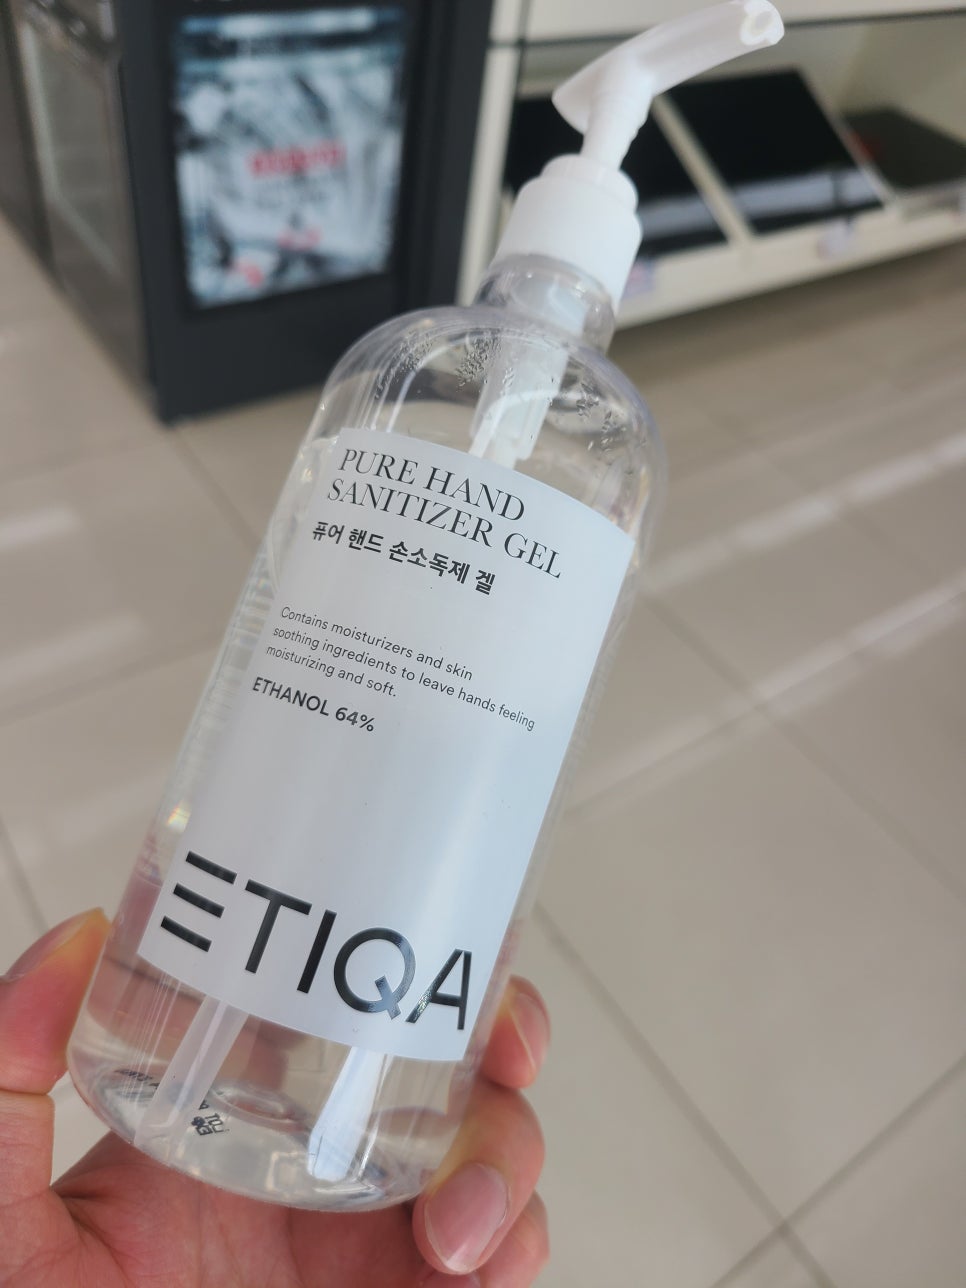 PURE HAND
SANITIZER GEL
퓨어 핸드 손소독제 겔
Contains moisturizers and skin
soothing ingredients to leave hands feeling
moisturizing and soft.
ETHANOL 64%
ETIQA